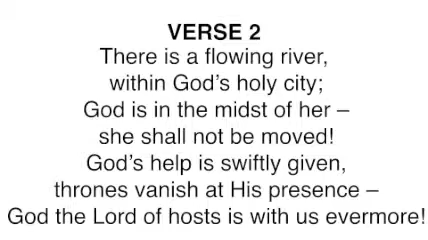 VERSE 2
There is a flowing river,
within God’s holy city;
God is in the midst of her –
she shall not be moved!
God’s help is swiftly given,
thrones vanish at His presence –
God the Lord of hosts is with us evermore!